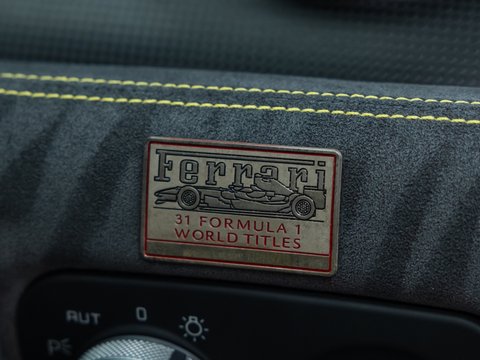 Ferrari
31 FORMULA 1
WORLD TITLES
AUT 0